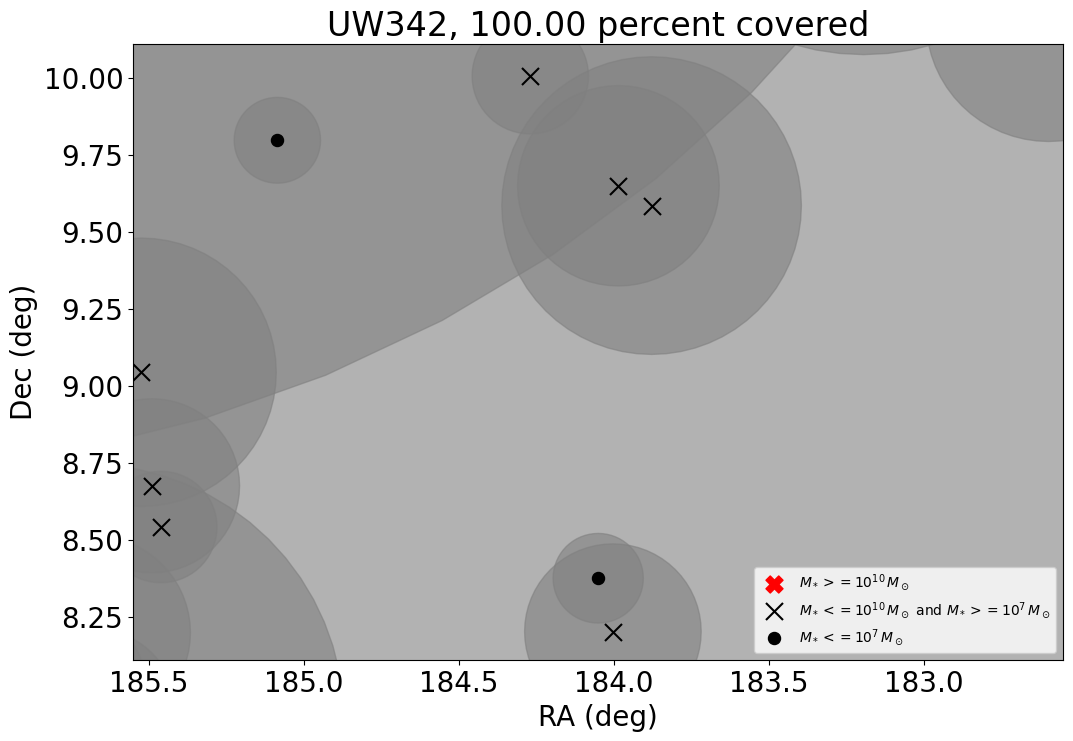 UW342, 100.00 percent covered
Dec (deg)
10.00
9.75
9.50
9.25
9.00
8.75
8.50
8.25
M* >= 10^10 M⊙
M* <= 10^10 M⊙ and M* >= 10^7 M⊙
M* <= 10^7 M⊙
185.5 185.0 184.5 184.0 183.5 183.0
RA (deg)